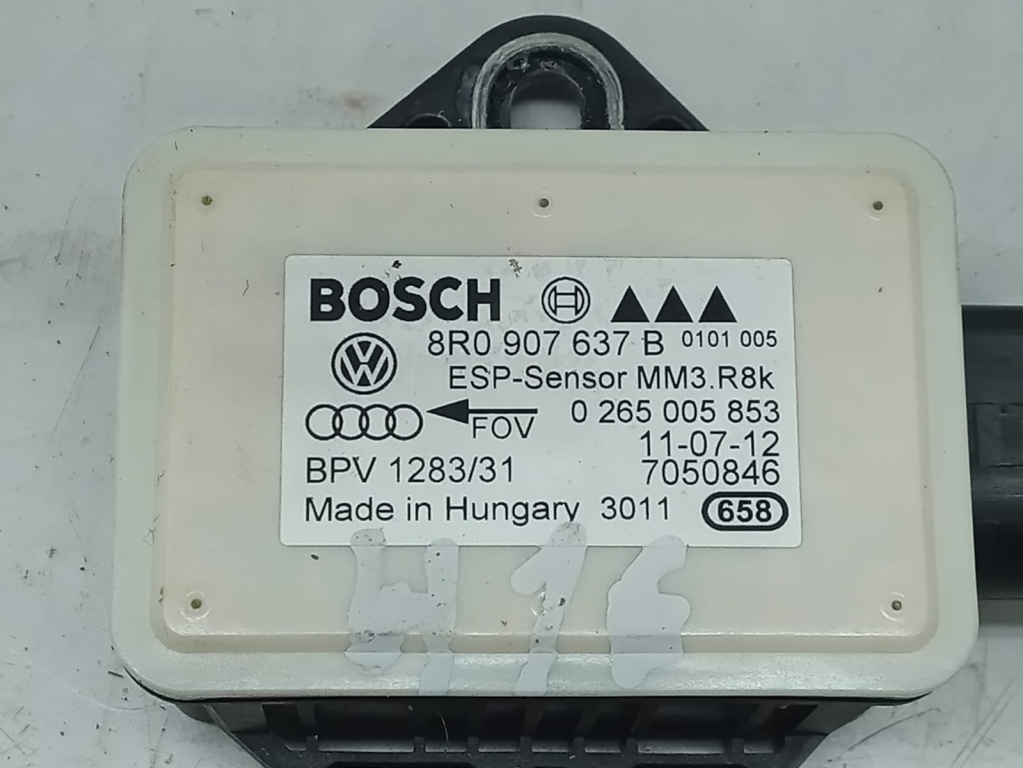 BOSCH
8R0 907 637 B 0101 005
ESP-Sensor MM3.R8k
FOV 0 265 005 853
11-07-12
BPV 1283/31 7050846
Made in Hungary 3011 658
H16